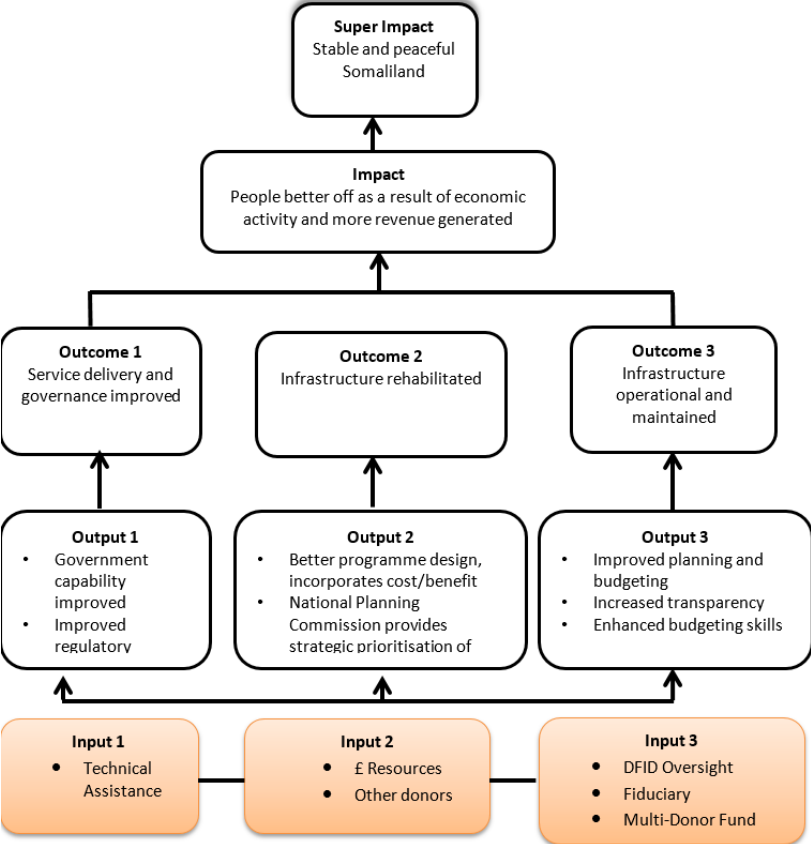 Super Impact
Stable and peaceful
Somaliland
Impact
People better off as a result of economic
activity and more revenue generated
Outcome 1
Service delivery and
governance improved
Outcome 2
Infrastructure rehabilitated
Outcome 3
Infrastructure
operational and
maintained
Output 1
• Government
capability
improved
• Improved
regulatory
Output 2
• Better programme design,
incorporates cost/benefit
• National Planning
Commission provides
strategic prioritisation of
Output 3
• Improved planning and
budgeting
• Increased transparency
• Enhanced budgeting skills
Input 1
• Technical
Assistance
Input 2
• £ Resources
• Other donors
Input 3
• DFID Oversight
• Fiduciary
• Multi-Donor Fund